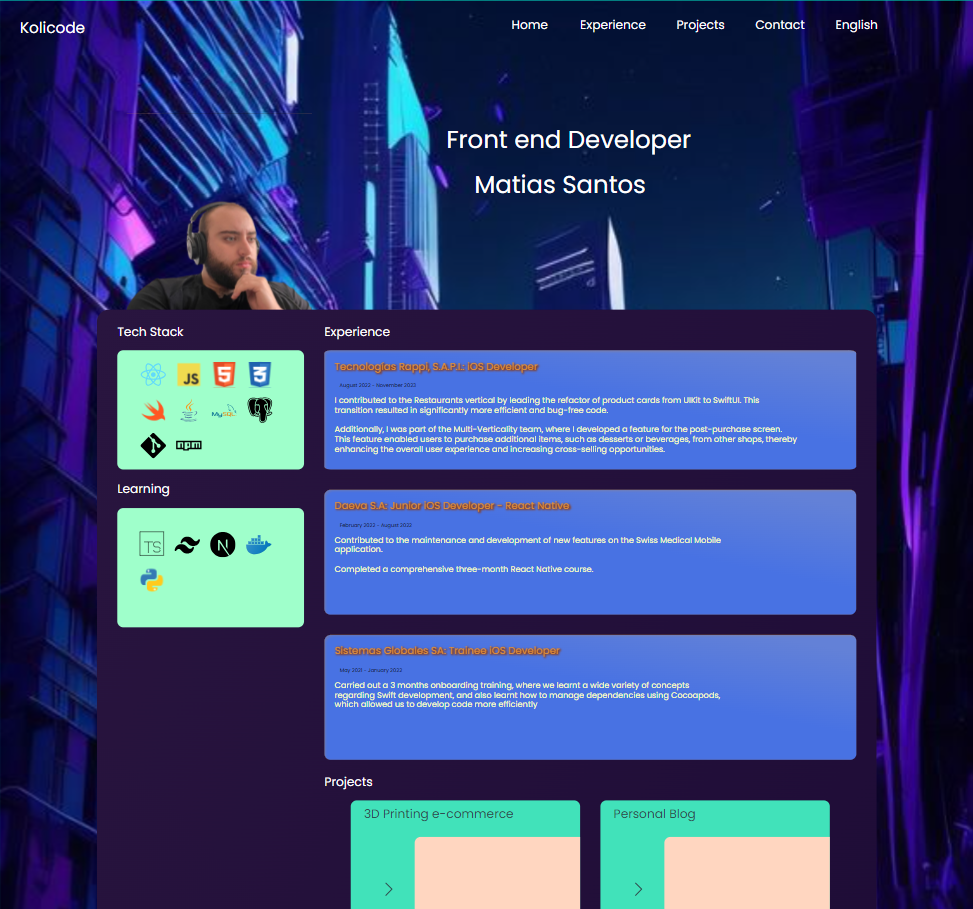 Kolicode
Home Experience Projects Contact English
Front end Developer
Matias Santos
Tech Stack
JS
5
3
Java
MySQL
npm
Learning
TS
N
Experience
Tecnologías Rappi, S.A.P.I.: iOS Developer
August 2022 - November 2023
I contributed to the Restaurants vertical by leading the refactor of product cards from UIKit to SwiftUI. This
transition resulted in significantly more efficient and bug-free code.
Additionally, I was part of the Multi-Verticality team, where I developed a feature for the post-purchase screen.
This feature enabled users to purchase additional items, such as desserts or beverages, from other shops, thereby
enhancing the overall user experience and increasing cross-selling opportunities.
Daeva S.A: Junior iOS Developer - React Native
February 2022 - August 2022
Contributed to the maintenance and development of new features on the Swiss Medical Mobile
application.
Completed a comprehensive three-month React Native course.
Sistemas Globales SA: Trainee iOS Developer
May 2021 - January 2022
Carried out a 3 months onboarding training, where we learnt a wide variety of concepts
regarding Swift development, and also learnt how to manage dependencies using Cocoapods,
which allowed us to develop code more efficiently
Projects
3D Printing e-commerce
Personal Blog